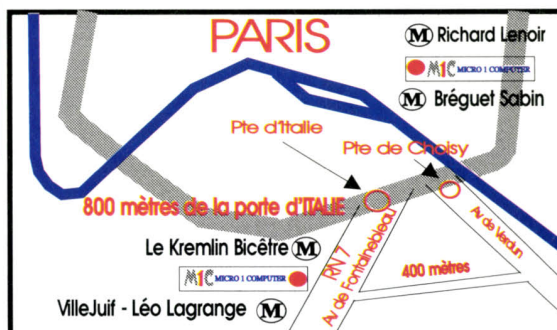 PARIS
M Richard Lenoir
M1C MICRO 1 COMPUTER
M Bréguet Sabin
Pte d'Italie
Pte de Choisy
800 mètres de la porte d'ITALIE
Av de Verdun
Le Kremlin Bicêtre M
RN 7
Av de Fontainebleau
400 mètres
M1C MICRO 1 COMPUTER
VilleJuif - Léo Lagrange M